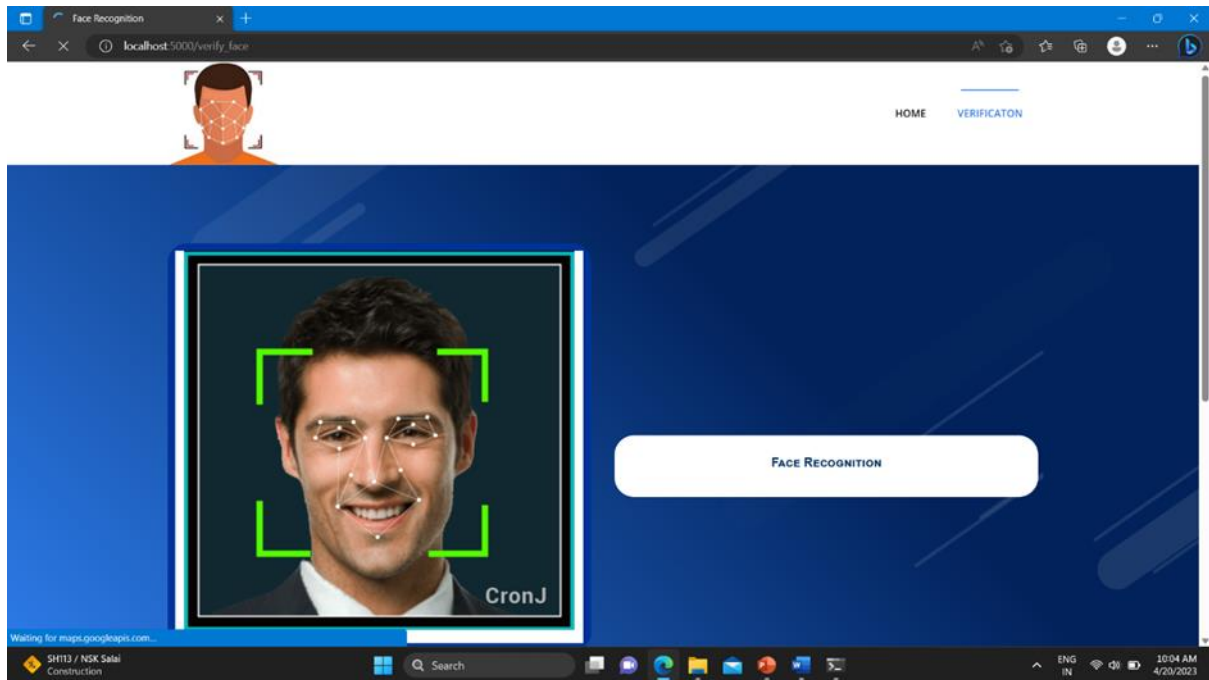 Face Recognition
localhost:5000/verify_face
HOME VERIFICATON
FACE RECOGNITION
CronJ
Waiting for maps.googleapis.com...
SH113 / NSK Salai
Construction
Search
ENG
IN
10:04 AM
4/20/2023